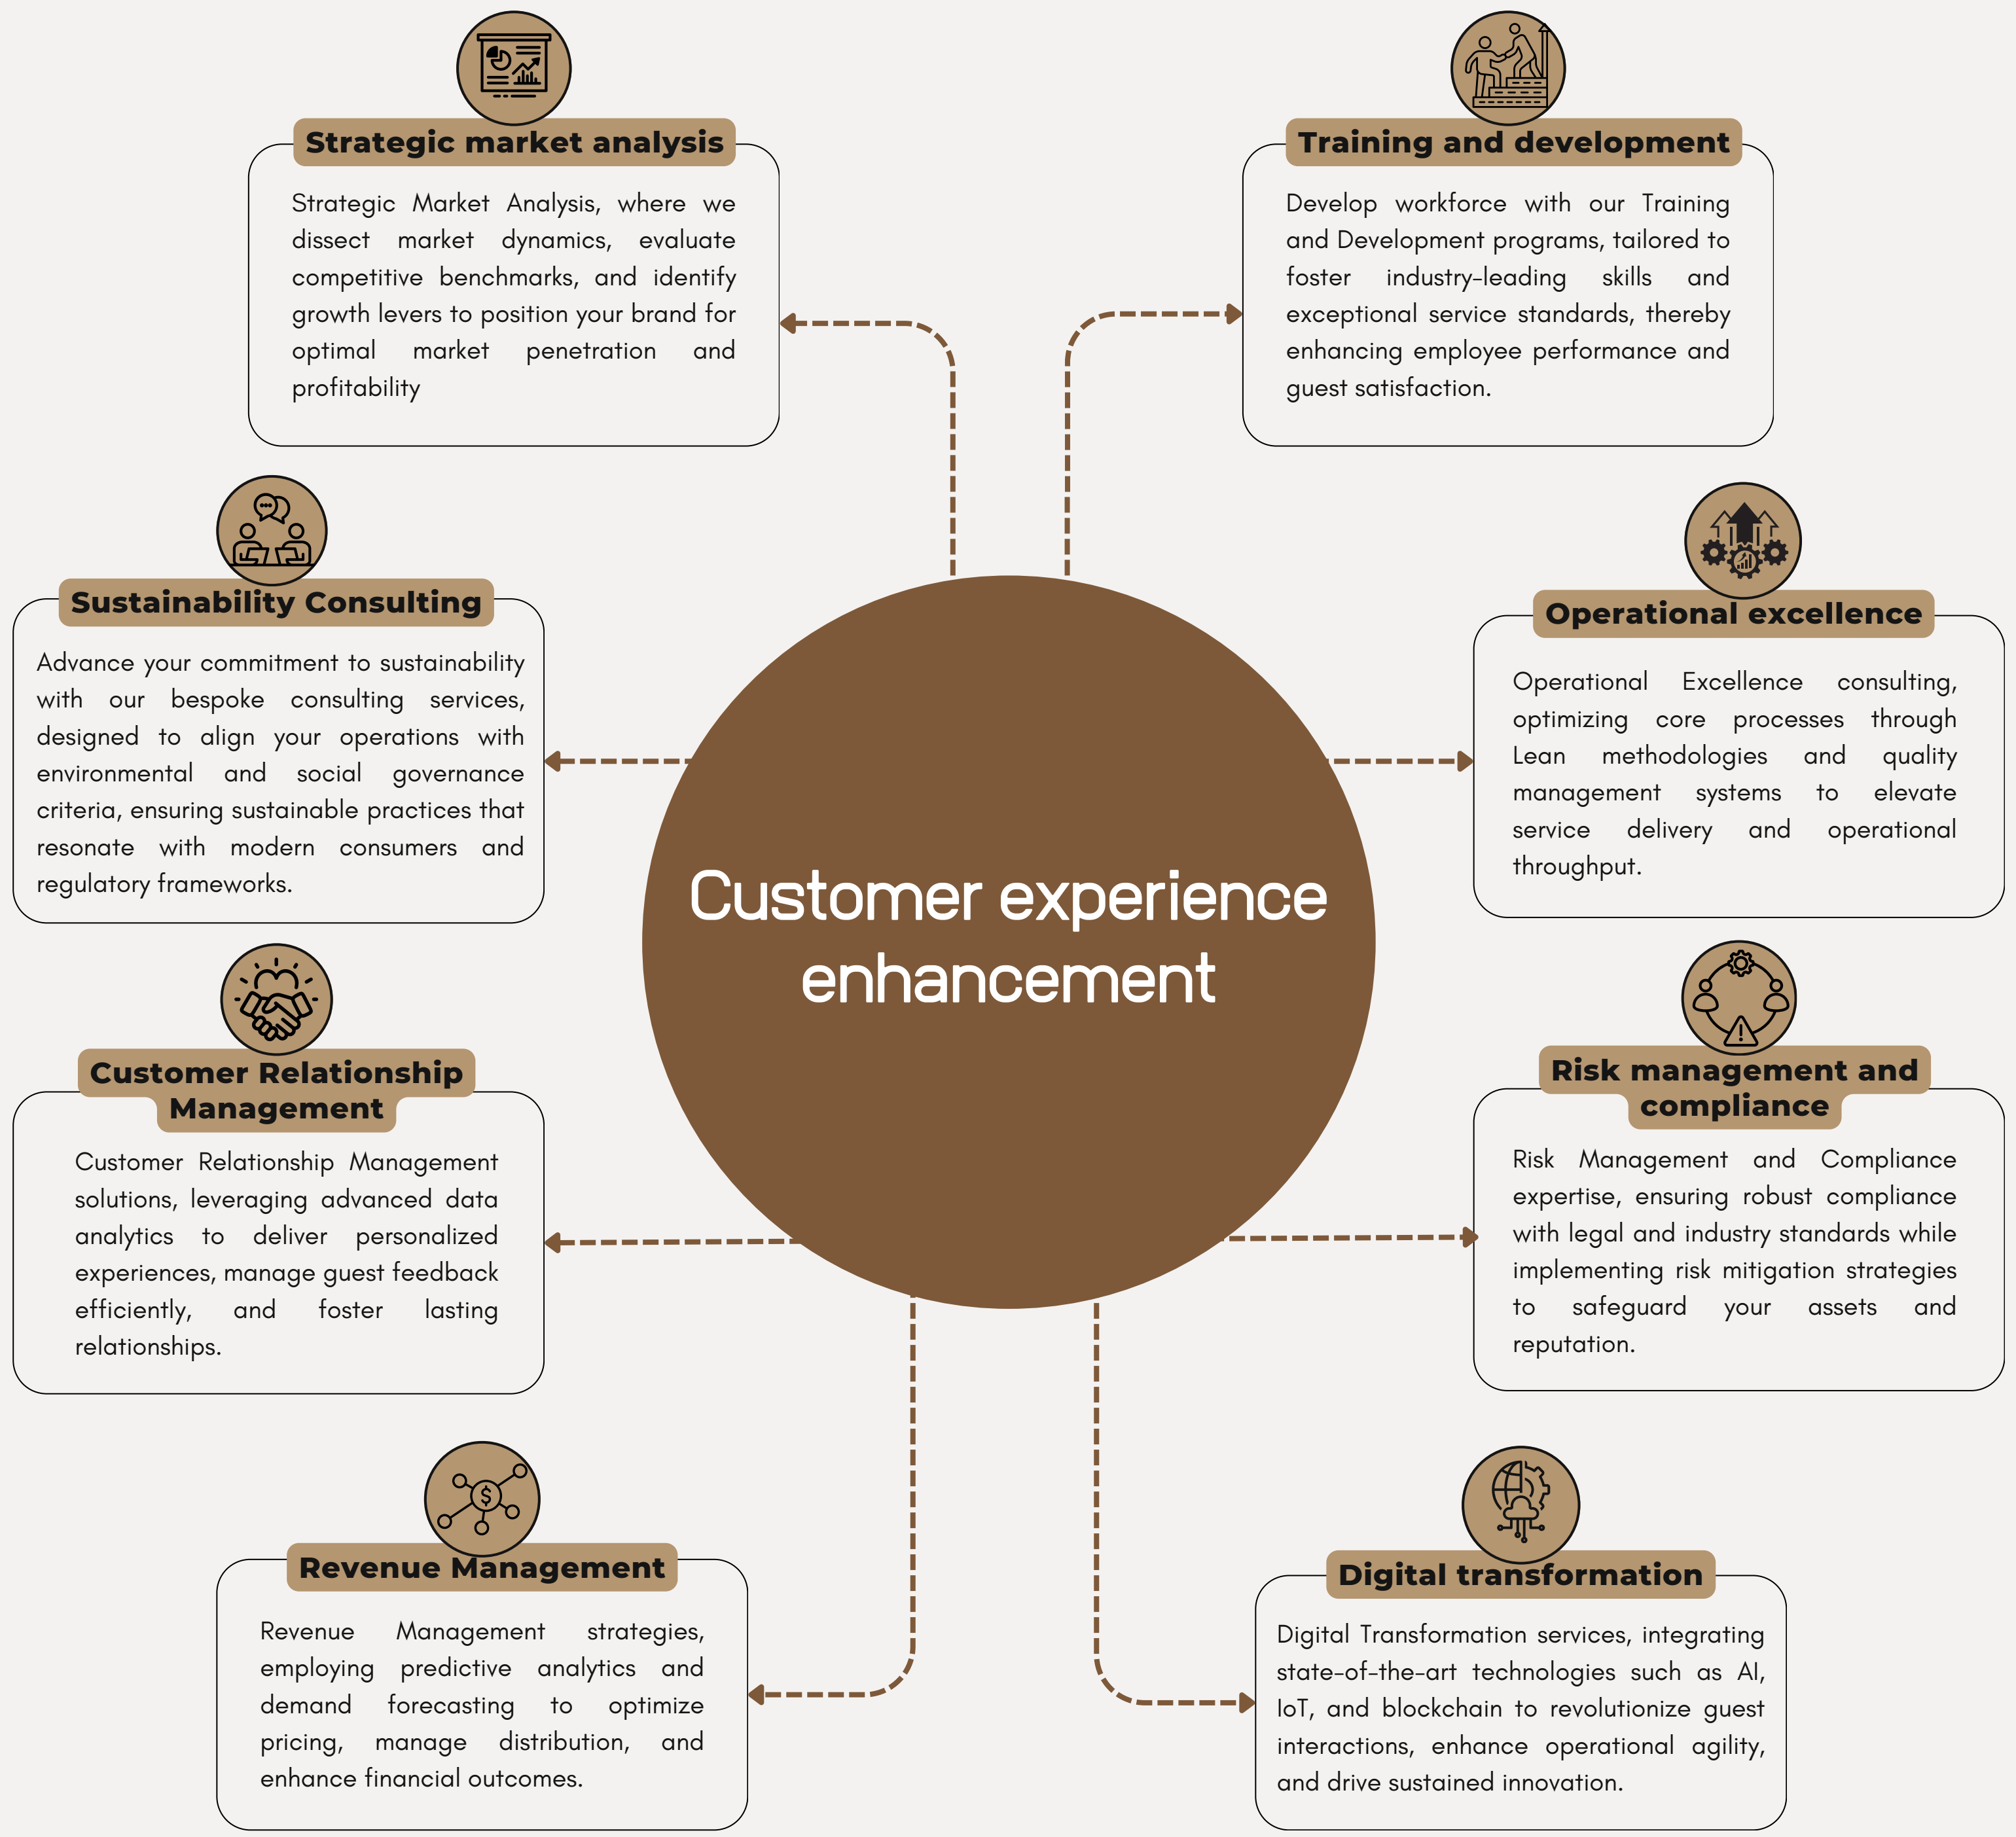 Strategic market analysis
Strategic Market Analysis, where we
dissect market dynamics, evaluate
competitive benchmarks, and identify
growth levers to position your brand for
optimal market penetration and
profitability
Training and development
Develop workforce with our Training
and Development programs, tailored to
foster industry-leading skills and
exceptional service standards, thereby
enhancing employee performance and
guest satisfaction.
Sustainability Consulting
Advance your commitment to sustainability
with our bespoke consulting services,
designed to align your operations with
environmental and social governance
criteria, ensuring sustainable practices that
resonate with modern consumers and
regulatory frameworks.
Operational excellence
Operational Excellence consulting,
optimizing core processes through
Lean methodologies and quality
management systems to elevate
service delivery and operational
throughput.
Customer experience
enhancement
Customer Relationship
Management
Customer Relationship Management
solutions, leveraging advanced data
analytics to deliver personalized
experiences, manage guest feedback
efficiently, and foster lasting
relationships.
Risk management and
compliance
Risk Management and Compliance
expertise, ensuring robust compliance
with legal and industry standards while
implementing risk mitigation strategies
to safeguard your assets and
reputation.
$
Revenue Management
Revenue Management strategies,
employing predictive analytics and
demand forecasting to optimize
pricing, manage distribution, and
enhance financial outcomes.
Digital transformation
Digital Transformation services, integrating
state-of-the-art technologies such as AI,
IoT, and blockchain to revolutionize guest
interactions, enhance operational agility,
and drive sustained innovation.